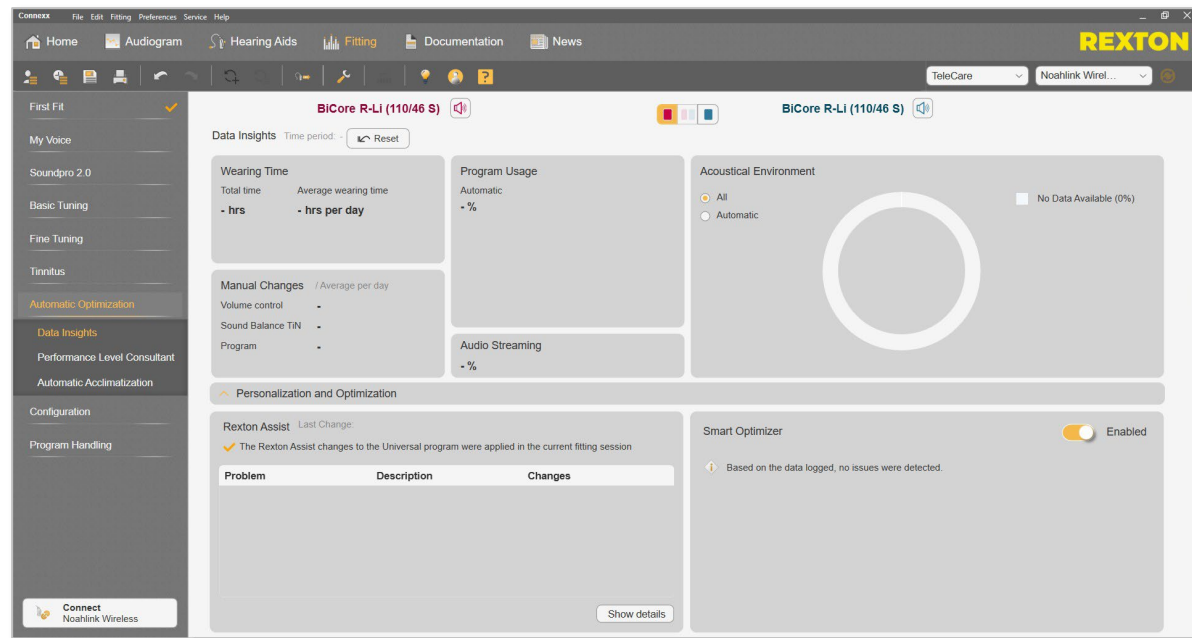 Connexx File Edit Fitting Preferences Service Help
Home Audiogram Hearing Aids Fitting Documentation News
REXTON
TeleCare Noahlink Wirel...
First Fit
My Voice
Soundpro 2.0
Basic Tuning
Fine Tuning
Tinnitus
Automatic Optimization
Data Insights
Performance Level Consultant
Automatic Acclimatization
Configuration
Program Handling
Connect
Noahlink Wireless
BiCore R-Li (110/46 S) BiCore R-Li (110/46 S)
Data Insights Time period: - Reset
Wearing Time
Total time Average wearing time
- hrs - hrs per day
Manual Changes / Average per day
Volume control -
Sound Balance TiN -
Program -
Program Usage
Automatic
- %
Audio Streaming
- %
Acoustical Environment
All
Automatic
No Data Available (0%)
Personalization and Optimization
Rexton Assist Last Change:
The Rexton Assist changes to the Universal program were applied in the current fitting session
Problem Description Changes
Show details
Smart Optimizer Enabled
Based on the data logged, no issues were detected.